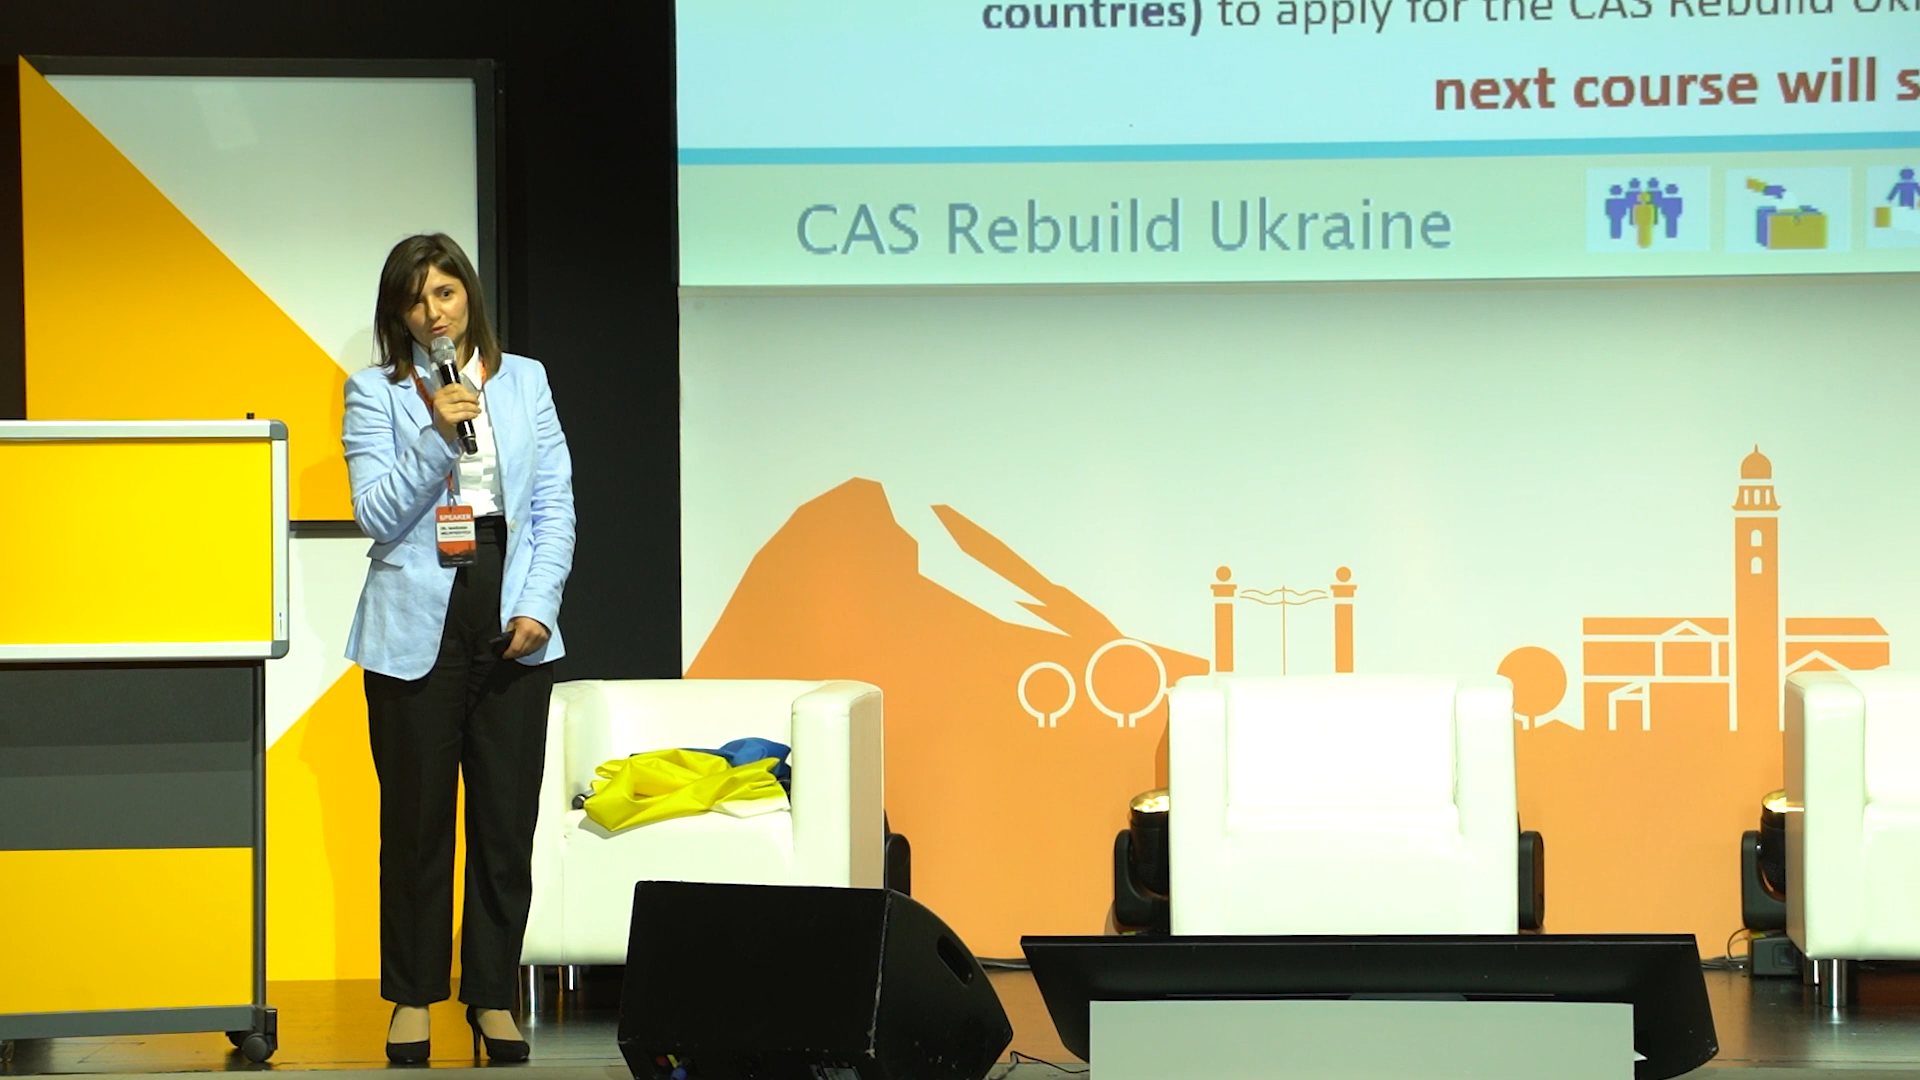 countries) to apply for the CAS Rebuild
next course will s
CAS Rebuild Ukraine
SPEAKER